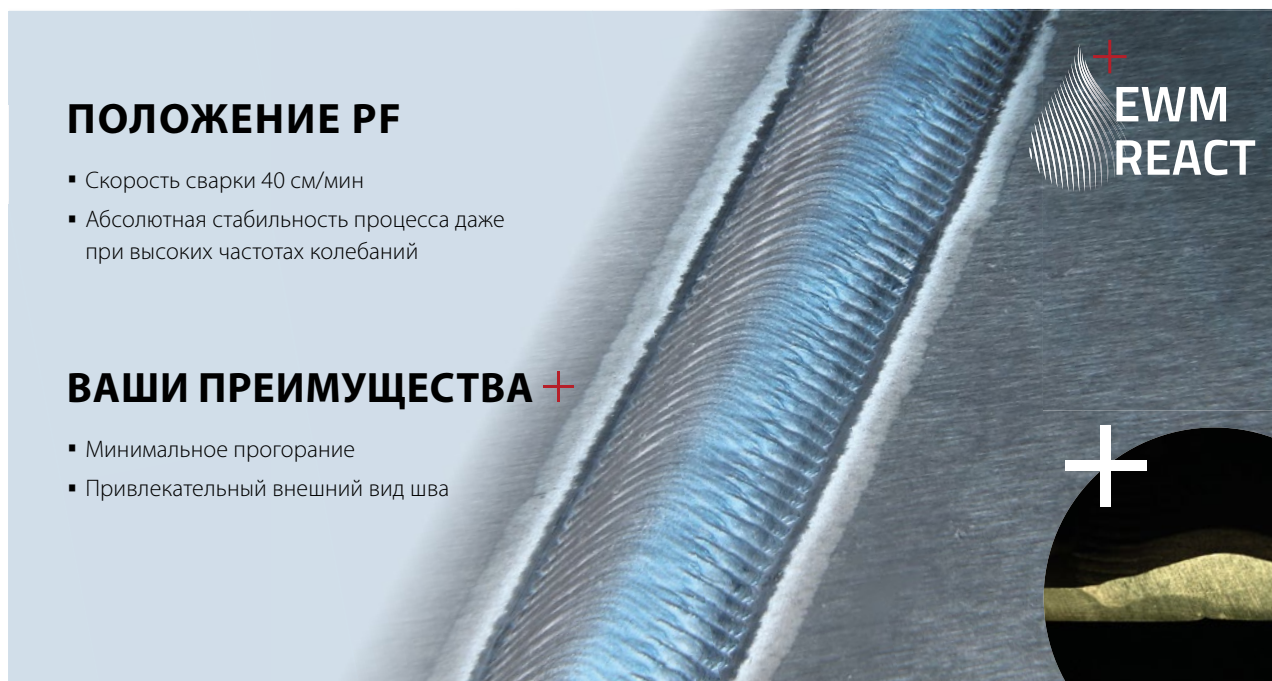 ПОЛОЖЕНИЕ PF
▪ Скорость сварки 40 см/мин
▪ Абсолютная стабильность процесса даже
при высоких частотах колебаний
ВАШИ ПРЕИМУЩЕСТВА +
▪ Минимальное прогорание
▪ Привлекательный внешний вид шва
EWM
REACT